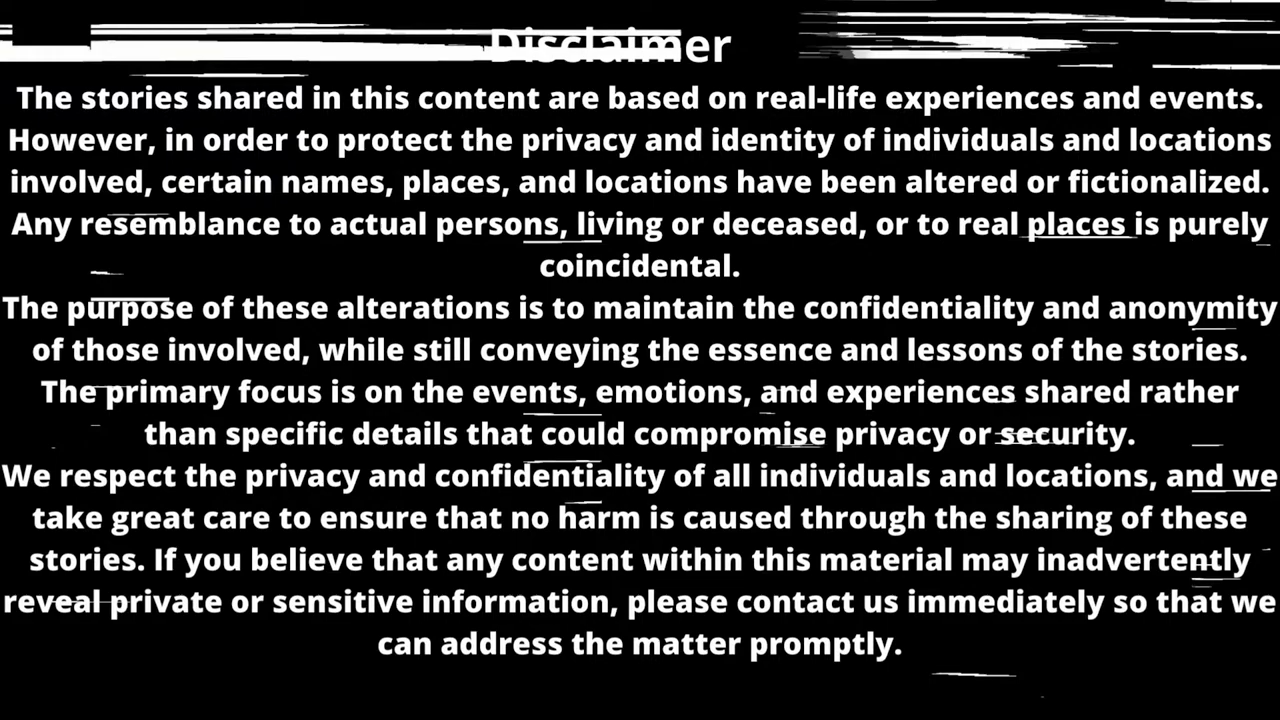 Disclaimer
The stories shared in this content are based on real-life experiences and events.
However, in order to protect the privacy and identity of individuals and locations
involved, certain names, places, and locations have been altered or fictionalized.
Any resemblance to actual persons, living or deceased, or to real places is purely
coincidental.
The purpose of these alterations is to maintain the confidentiality and anonymity
of those involved, while still conveying the essence and lessons of the stories.
The primary focus is on the events, emotions, and experiences shared rather
than specific details that could compromise privacy or security.
We respect the privacy and confidentiality of all individuals and locations, and we
take great care to ensure that no harm is caused through the sharing of these
stories. If you believe that any content within this material may inadvertently
reveal private or sensitive information, please contact us immediately so that we
can address the matter promptly.